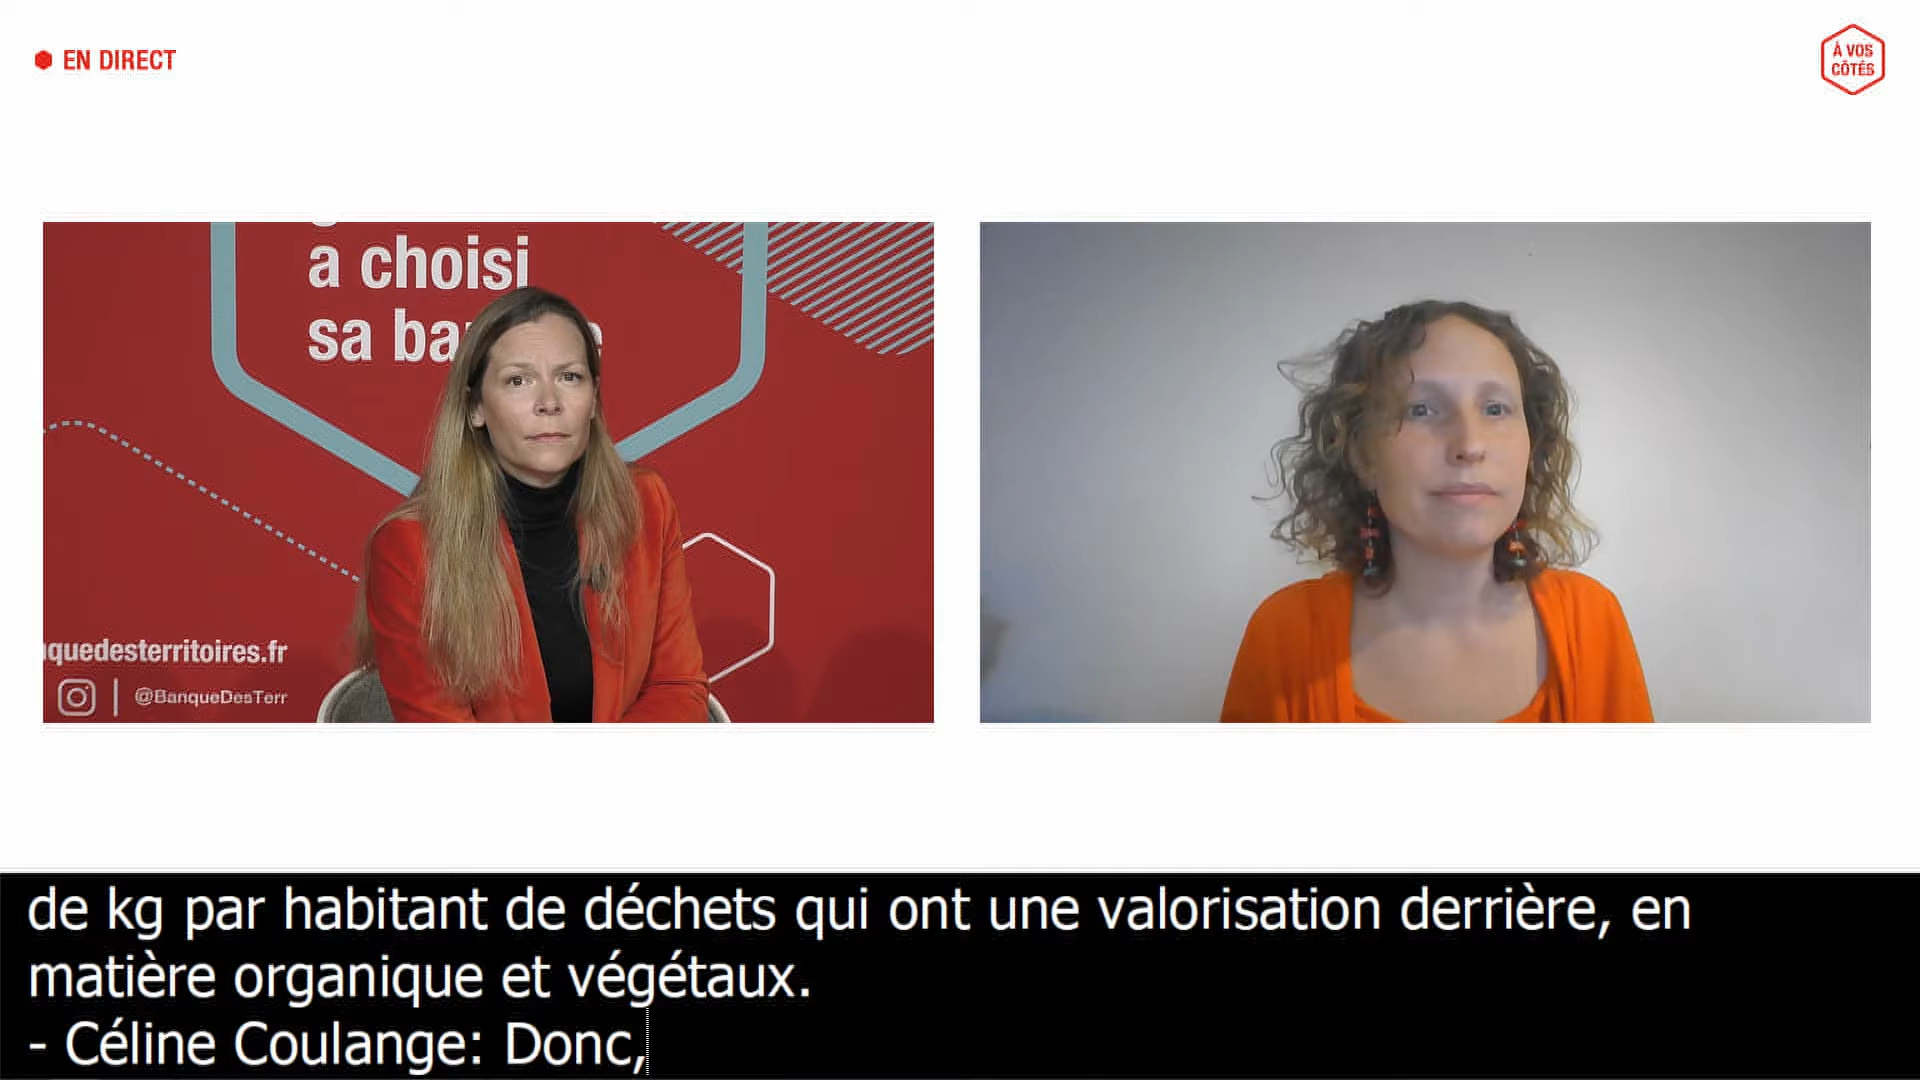 EN DIRECT
À VOS
CÔTÉS
a choisi
sa
quedesterritoires.fr
@BanqueDesTerr
de kg par habitant de déchets qui ont une valorisation derrière, en
matière organique et végétaux.
- Céline Coulange: Donc,